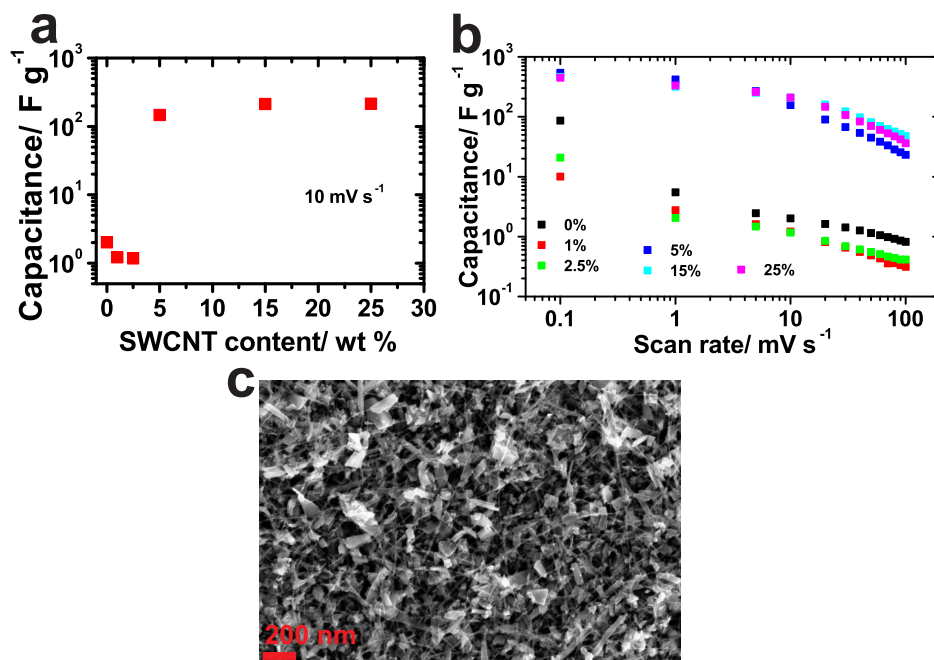 a
Capacitance/ F g⁻¹
10³
10²
10¹
10⁰
10 mV s⁻¹
0 5 10 15 20 25 30
SWCNT content/ wt %
b
Capacitance/ F g⁻¹
10³
10²
10¹
10⁰
10⁻¹
0%
1%
2.5%
5%
15%
25%
0.1 1 10 100
Scan rate/ mV s⁻¹
c
200 nm